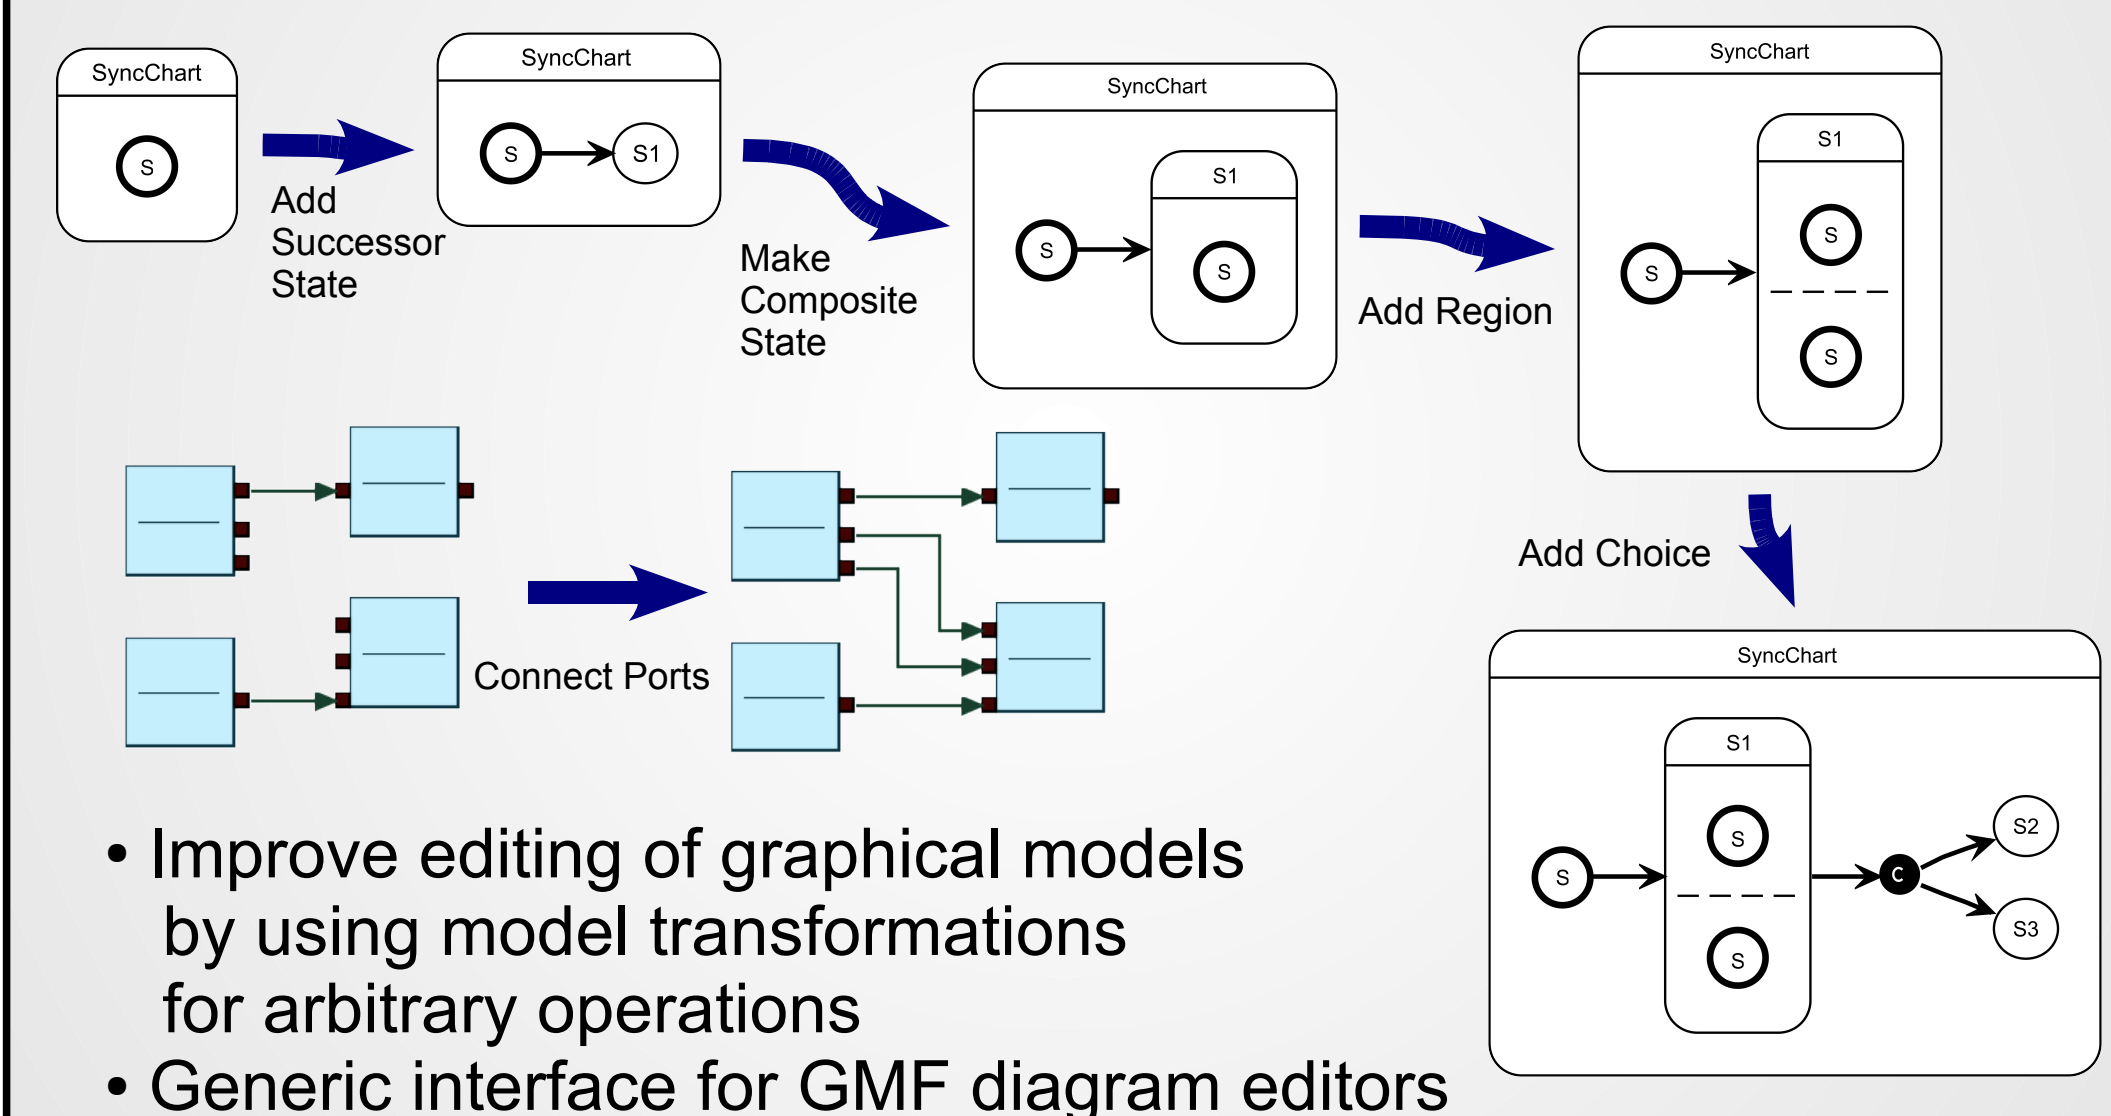 SyncChart
S
Add
Successor
State
SyncChart
S
S1
Make
Composite
State
SyncChart
S
S1
S
Add Region
SyncChart
S
S1
S
S
Add Choice
Connect Ports
SyncChart
S
S1
S
S
C
S2
S3
• Improve editing of graphical models
by using model transformations
for arbitrary operations
• Generic interface for GMF diagram editors